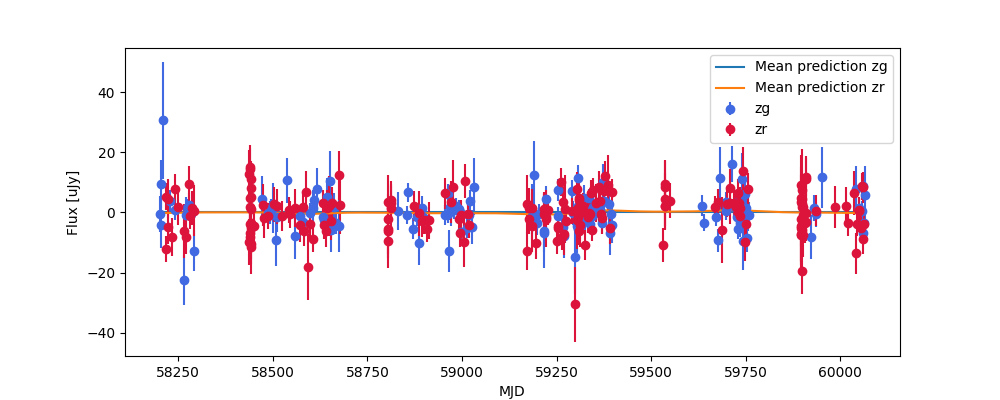 Mean prediction zg
Mean prediction zr
zg
zr
Flux [uJy]
40
20
0
−20
−40
58250
58500
58750
59000
59250
59500
59750
60000
MJD